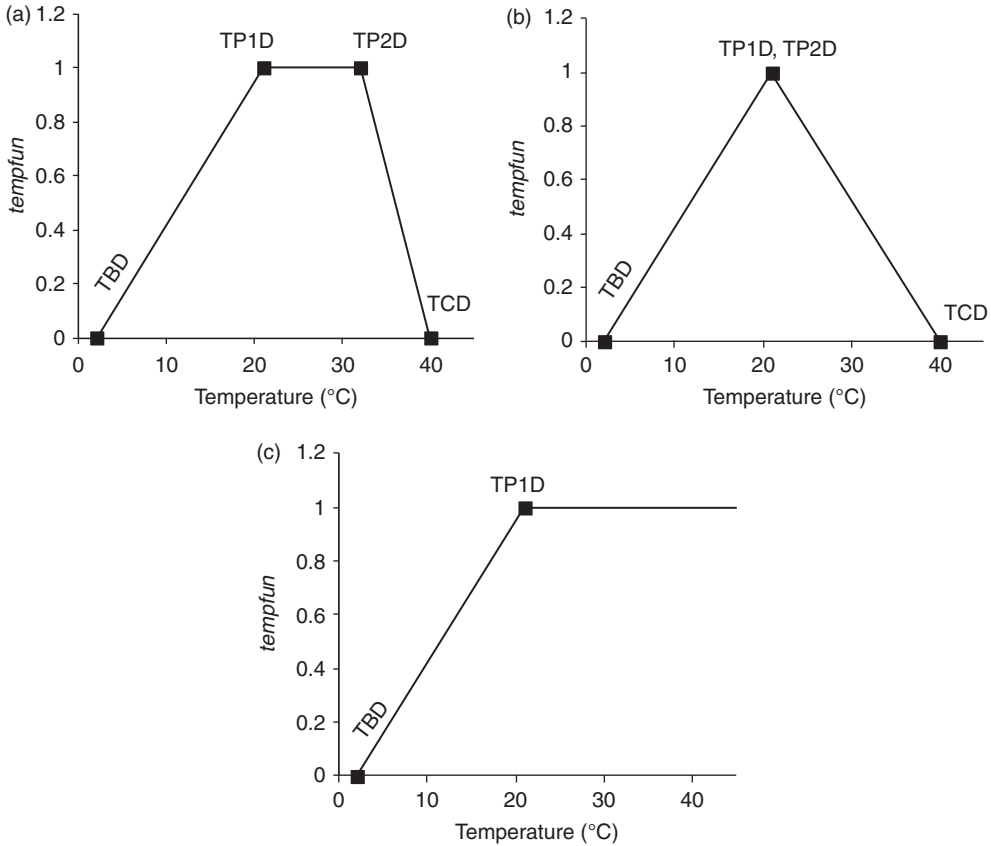 (a)
1.2
TP1D TP2D
1
0.8
tempfun
0.6
0.4
TBD
0.2
TCD
0
0 10 20 30 40
Temperature (°C)
(b)
1.2
TP1D, TP2D
1
0.8
tempfun
0.6
0.4
TBD
0.2
TCD
0
0 10 20 30 40
Temperature (°C)
(c)
1.2
TP1D
1
0.8
tempfun
0.6
0.4
TBD
0.2
0
0 10 20 30 40
Temperature (°C)